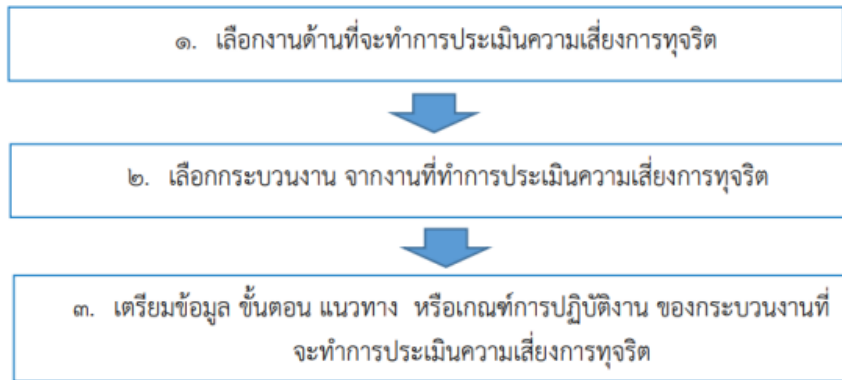 ๑. เลือกงานด้านที่จะทำการประเมินความเสี่ยงการทุจริต
๒. เลือกกระบวนงาน จากงานที่ทำการประเมินความเสี่ยงการทุจริต
๓. เตรียมข้อมูล ขั้นตอน แนวทาง หรือเกณฑ์การปฏิบัติงาน ของกระบวนงานที่
จะทำการประเมินความเสี่ยงการทุจริต